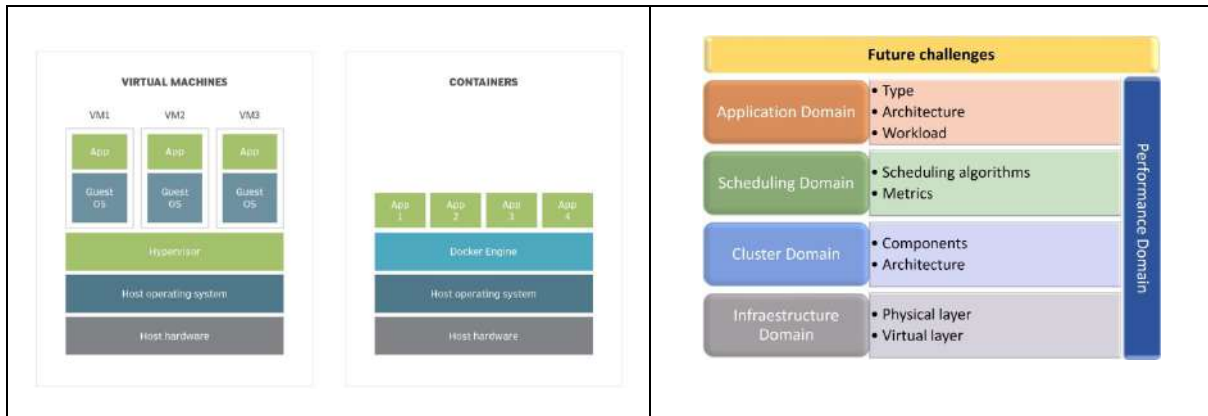 VIRTUAL MACHINES
VM1 VM2 VM3
App App App
Guest OS Guest OS Guest OS
Hypervisor
Host operating system
Host hardware
CONTAINERS
App 1 App 2 App 3 App 4
Docker Engine
Host operating system
Host hardware
Future challenges
Application Domain
• Type
• Architecture
• Workload
Scheduling Domain
• Scheduling algorithms
• Metrics
Cluster Domain
• Components
• Architecture
Infraestructure
Domain
• Physical layer
• Virtual layer
Performance Domain